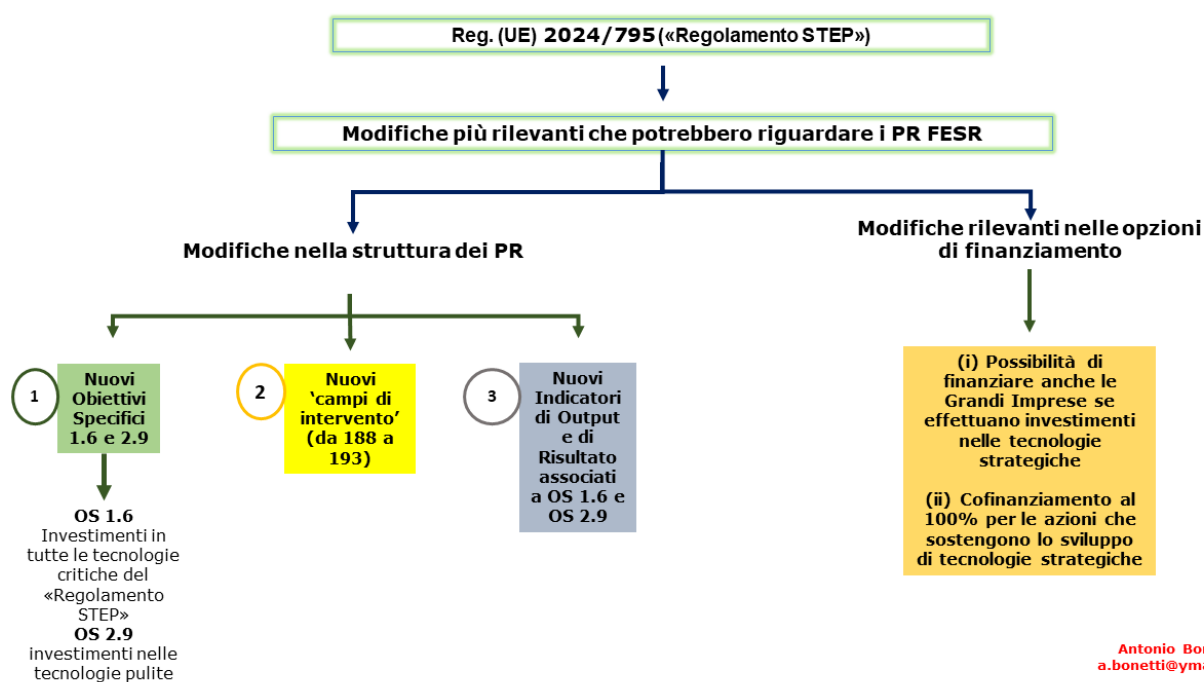 Reg. (UE) 2024/795 («Regolamento STEP»)
Modifiche più rilevanti che potrebbero riguardare i PR FESR
Modifiche nella struttura dei PR
Modifiche rilevanti nelle opzioni
di finanziamento
1
Nuovi
Obiettivi
Specifici
1.6 e 2.9
2
Nuovi
‘campi di
intervento’
(da 188 a
193)
3
Nuovi
Indicatori
di Output
e di
Risultato
associati
a OS 1.6 e
OS 2.9
(i) Possibilità di
finanziare anche le
Grandi Imprese se
effettuano investimenti
nelle tecnologie
strategiche
(ii) Cofinanziamento al
100% per le azioni che
sostengono lo sviluppo
di tecnologie strategiche
OS 1.6
Investimenti in
tutte le tecnologie
critiche del
«Regolamento
STEP»
OS 2.9
investimenti nelle
tecnologie pulite
Antonio